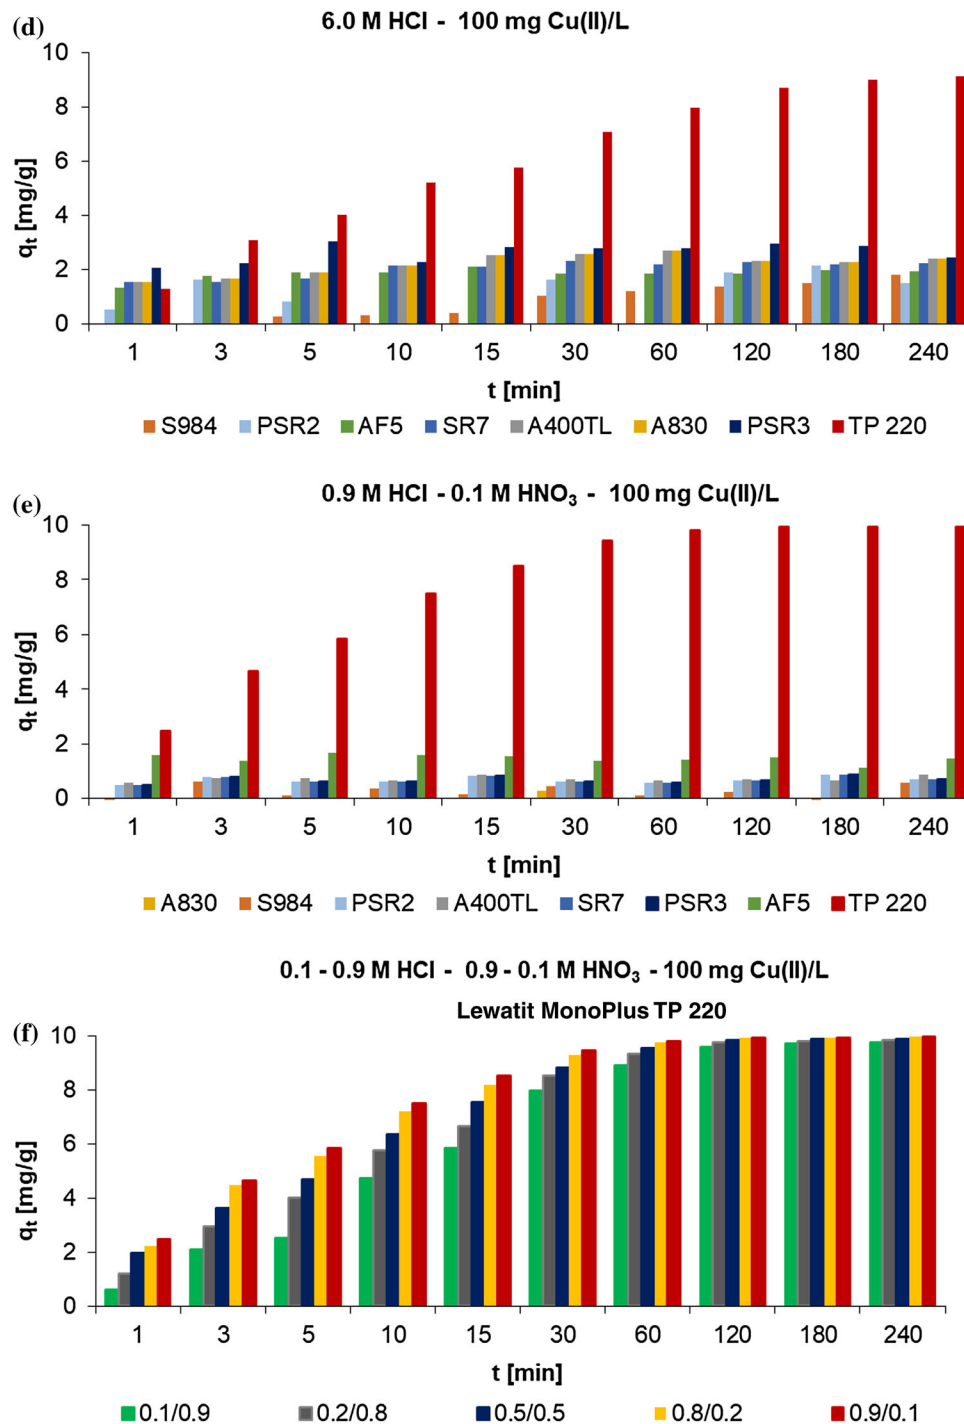 (d)
6.0 M HCl - 100 mg Cu(II)/L
10
8
6
4
2
0
qt [mg/g]
1 3 5 10 15 30 60 120 180 240
t [min]
S984 PSR2 AF5 SR7 A400TL A830 PSR3 TP 220
(e)
0.9 M HCl - 0.1 M HNO3 - 100 mg Cu(II)/L
10
8
6
4
2
0
qt [mg/g]
1 3 5 10 15 30 60 120 180 240
t [min]
A830 S984 PSR2 A400TL SR7 PSR3 AF5 TP 220
0.1 - 0.9 M HCl - 0.9 - 0.1 M HNO3 - 100 mg Cu(II)/L
Lewatit MonoPlus TP 220
(f)
10
8
6
4
2
0
qt [mg/g]
1 3 5 10 15 30 60 120 180 240
t [min]
0.1/0.9 0.2/0.8 0.5/0.5 0.8/0.2 0.9/0.1